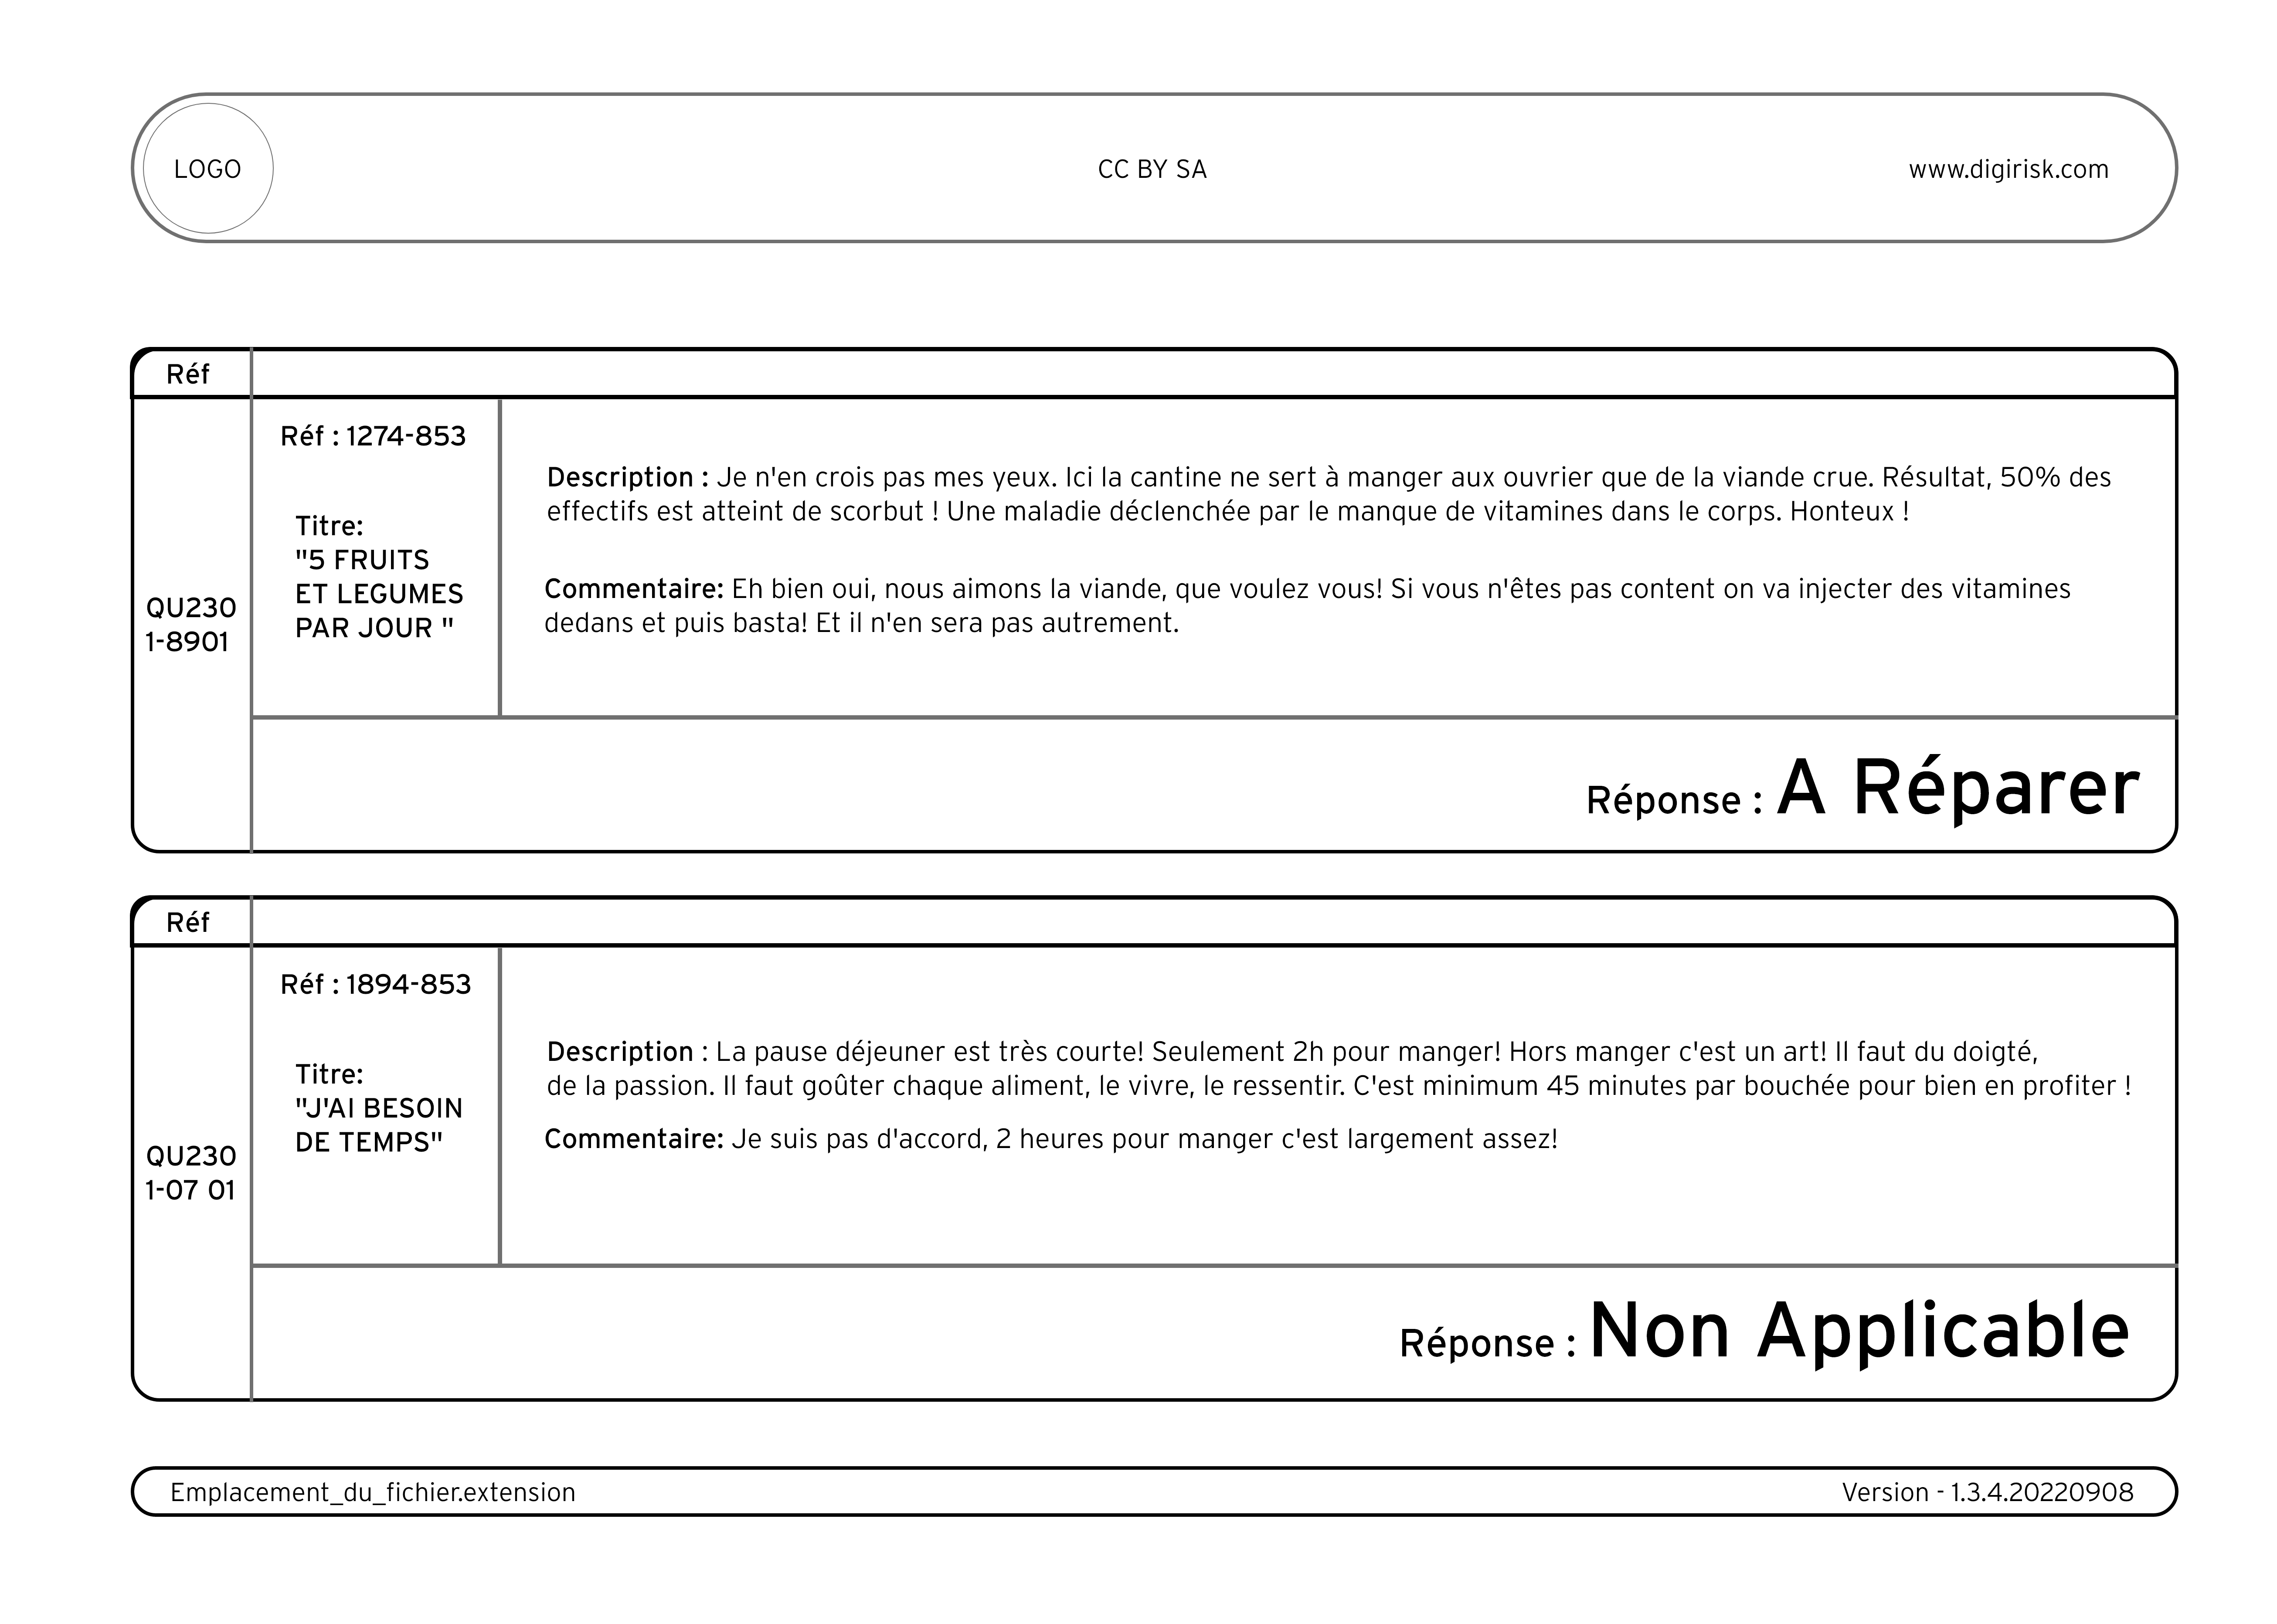 LOGO
CC BY SA
www.digirisk.com
Réf
QU230
1-8901
Réf : 1274-853
Titre:
"5 FRUITS
ET LEGUMES
PAR JOUR "
Description : Je n'en crois pas mes yeux. Ici la cantine ne sert à manger aux ouvrier que de la viande crue. Résultat, 50% des
effectifs est atteint de scorbut ! Une maladie déclenchée par le manque de vitamines dans le corps. Honteux !
Commentaire: Eh bien oui, nous aimons la viande, que voulez vous! Si vous n'êtes pas content on va injecter des vitamines
dedans et puis basta! Et il n'en sera pas autrement.
Réponse : A Réparer
Réf
QU230
1-07 01
Réf : 1894-853
Titre:
"J'AI BESOIN
DE TEMPS"
Description : La pause déjeuner est très courte! Seulement 2h pour manger! Hors manger c'est un art! Il faut du doigté,
de la passion. Il faut goûter chaque aliment, le vivre, le ressentir. C'est minimum 45 minutes par bouchée pour bien en profiter !
Commentaire: Je suis pas d'accord, 2 heures pour manger c'est largement assez!
Réponse : Non Applicable
Emplacement_du_fichier.extension
Version - 1.3.4.20220908